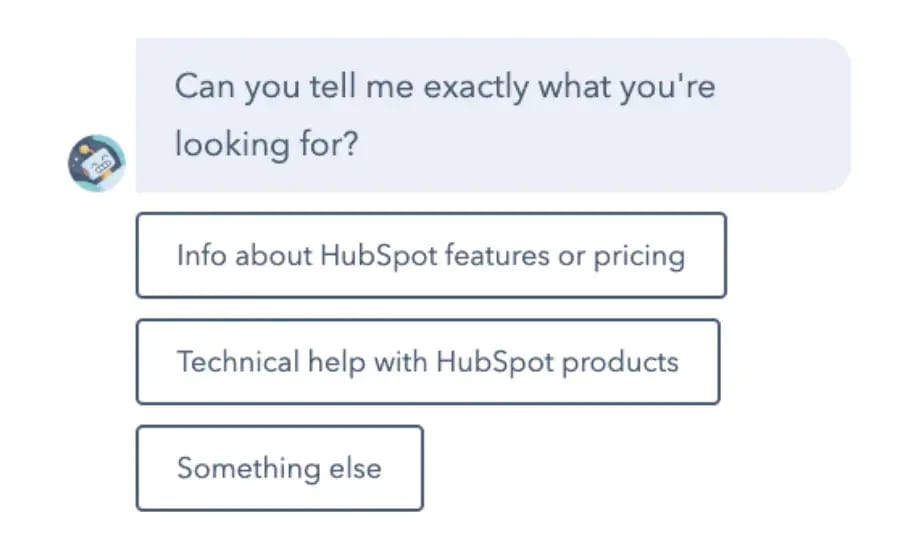 Can you tell me exactly what you're
looking for?
Info about HubSpot features or pricing
Technical help with HubSpot products
Something else